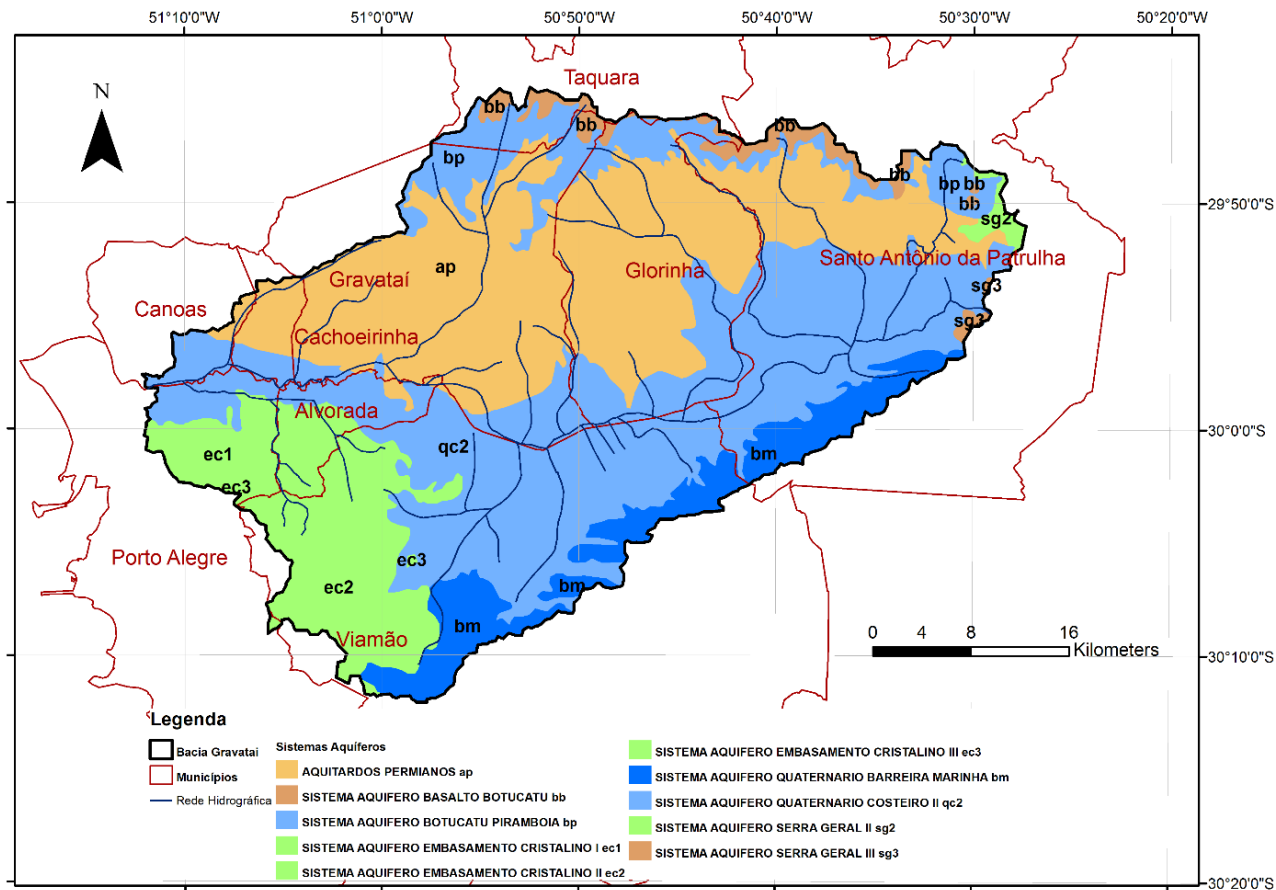 51°10'0"W 51°0'0"W 50°50'0"W 50°40'0"W 50°30'0"W 50°20'0"W
N
Taquara
bb
bb
bb
bp
bb
bp bb
bb
29°50'0"S
sg2
ap
Gravataí
Glorinha
Santo Antônio da Patrulha
sg3
Canoas
sg3
Cachoeirinha
Alvorada
30°0'0"S
qc2
ec1
bm
ec3
Porto Alegre
ec3
ec2
bm
bm
Viamão
0 4 8 16
Kilometers
30°10'0"S
Legenda
Bacia Gravatai
Municípios
Rede Hidrográfica
Sistemas Aquíferos
AQUITARDOS PERMIANOS ap
SISTEMA AQUIFERO BASALTO BOTUCATU bb
SISTEMA AQUIFERO BOTUCATU PIRAMBOIA bp
SISTEMA AQUIFERO EMBASAMENTO CRISTALINO I ec1
SISTEMA AQUIFERO EMBASAMENTO CRISTALINO II ec2
SISTEMA AQUIFERO EMBASAMENTO CRISTALINO III ec3
SISTEMA AQUIFERO QUATERNARIO BARREIRA MARINHA bm
SISTEMA AQUIFERO QUATERNARIO COSTEIRO II qc2
SISTEMA AQUIFERO SERRA GERAL II sg2
SISTEMA AQUIFERO SERRA GERAL III sg3
30°20'0"S